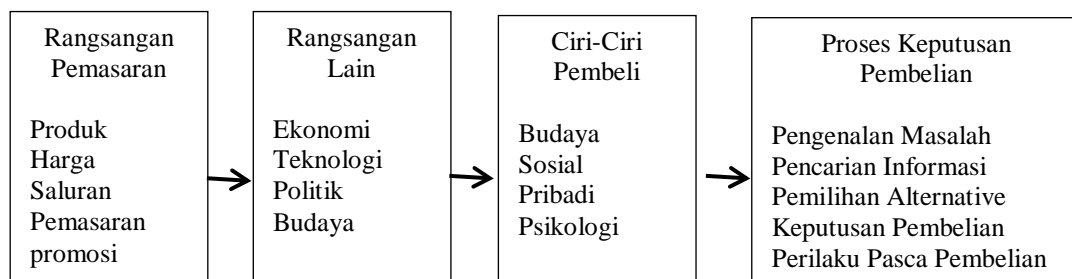 Rangsangan
Pemasaran
Produk
Harga
Saluran
Pemasaran
promosi
Rangsangan
Lain
Ekonomi
Teknologi
Politik
Budaya
Ciri-Ciri
Pembeli
Budaya
Sosial
Pribadi
Psikologi
Proses Keputusan
Pembelian
Pengenalan Masalah
Pencarian Informasi
Pemilihan Alternative
Keputusan Pembelian
Perilaku Pasca Pembelian